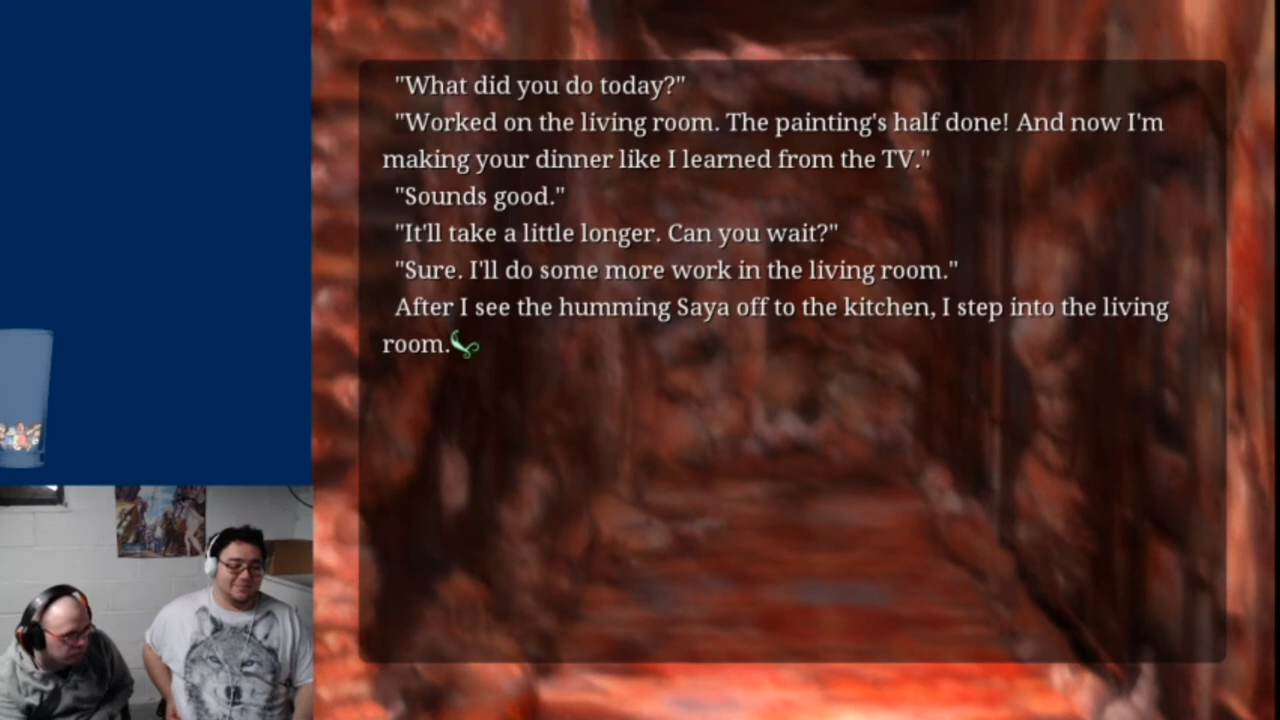 "What did you do today?"
"Worked on the living room. The painting's half done! And now I'm
making your dinner like I learned from the TV."
"Sounds good."
"It'll take a little longer. Can you wait?"
"Sure. I'll do some more work in the living room."
After I see the humming Saya off to the kitchen, I step into the living
room.